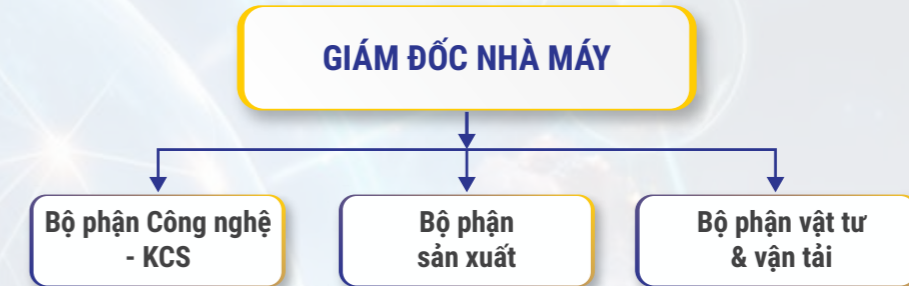 GIÁM ĐỐC NHÀ MÁY
Bộ phận Công nghệ
- KCS
Bộ phận
sản xuất
Bộ phận vật tư
& vận tải